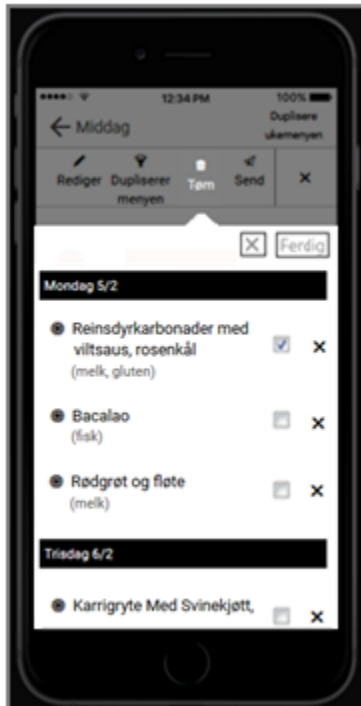 12:34 PM 100%
← Middag Duplisere
ukemenyen
Rediger Dupliserer Tøm Send ×
menyen
X Ferdig
Mondag 5/2
Reinsdyrkarbonader med
viltsaus, rosenkål
(melk, gluten)
Bacalao
(fisk)
Rødgrøt og fløte
(melk)
Trisdag 6/2
Karrigryte Med Svinekjøtt,